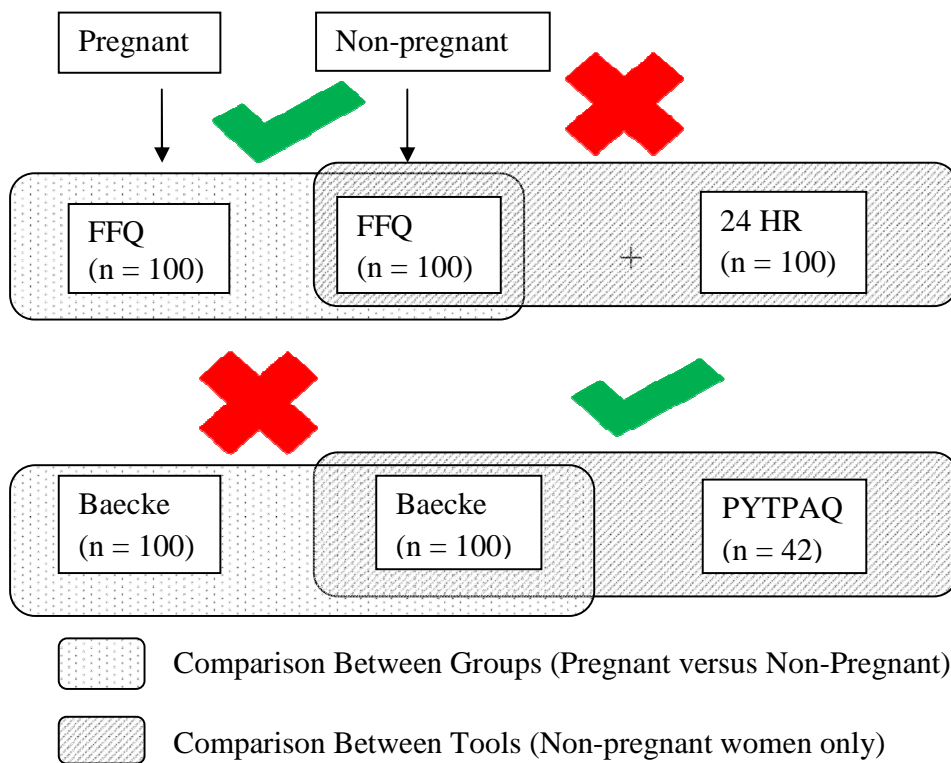 Pregnant
Non-pregnant
FFQ
(n = 100)
FFQ
(n = 100)
+
24 HR
(n = 100)
Baecke
(n = 100)
Baecke
(n = 100)
PYTPAQ
(n = 42)
Comparison Between Groups (Pregnant versus Non-Pregnant)
Comparison Between Tools (Non-pregnant women only)